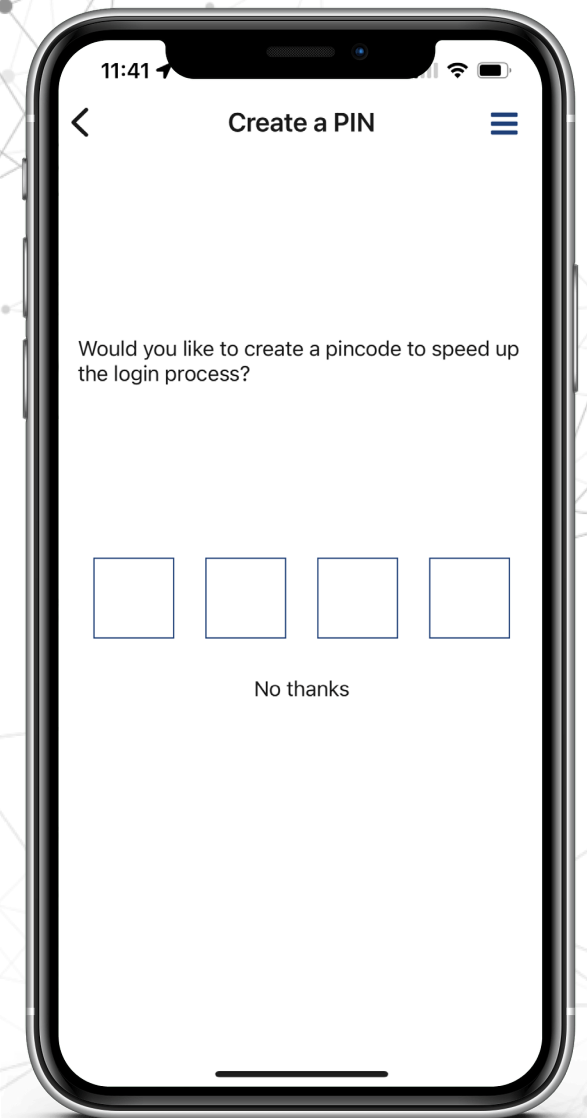 11:41
Create a PIN
Would you like to create a pincode to speed up
the login process?
No thanks